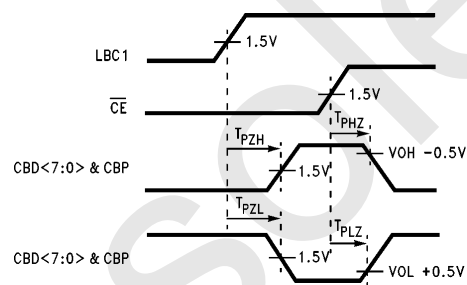 LBC1
1.5V
CE
1.5V
TPZH
TPHZ
CBD<7:0> & CBP
VOH -0.5V
1.5V
TPZL
TPLZ
CBD<7:0> & CBP
1.5V
VOL +0.5V